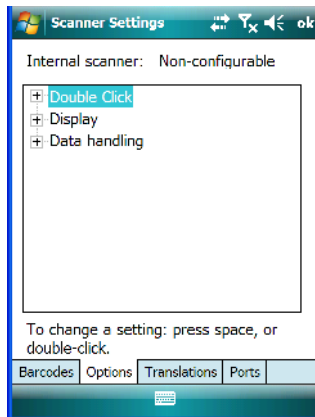 Scanner Settings ok
Internal scanner: Non-configurable
Double Click
Display
Data handling
To change a setting: press space, or
double-click.
Barcodes Options Translations Ports